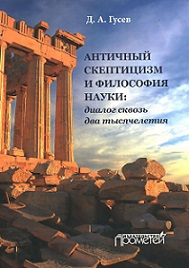 Д. А. Гусев
АНТИЧНЫЙ
СКЕПТИЦИЗМ
И ФИЛОСОФИЯ
НАУКИ:
диалог сквозь
два тысячелетия
Прометей